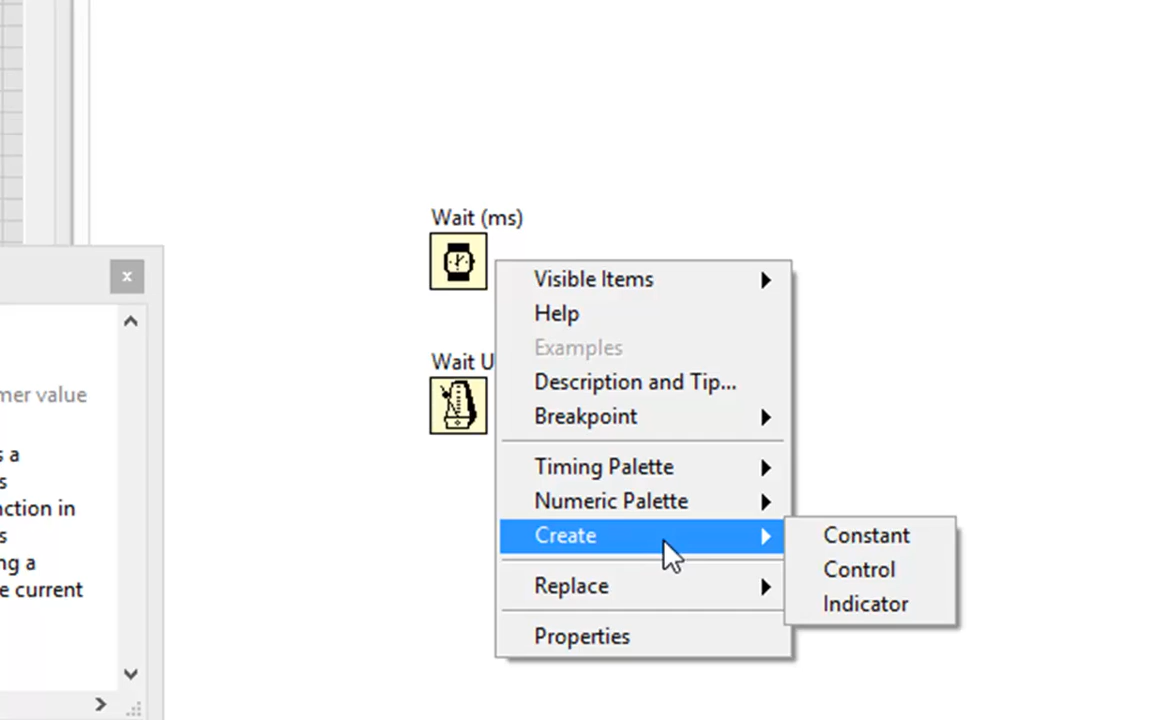 Wait (ms)
Visible Items
Help
Examples
Description and Tip...
Breakpoint
Timing Palette
Numeric Palette
Create
Replace
Properties
Constant
Control
Indicator
Wait U
mer value
s a
s
nction in
s
ng a
e current